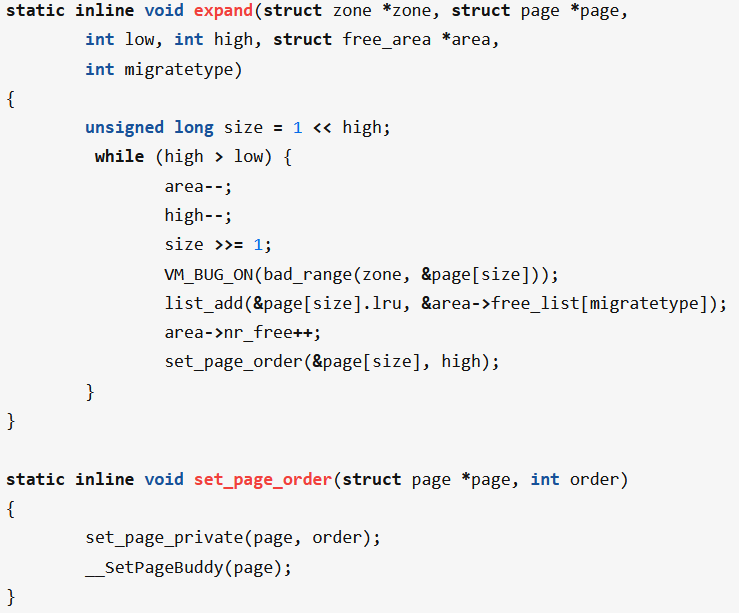 static inline void expand(struct zone *zone, struct page *page,
        int low, int high, struct free_area *area,
        int migratetype)
{
        unsigned long size = 1 << high;
         while (high > low) {
                area--;
                high--;
                size >>= 1;
                VM_BUG_ON(bad_range(zone, &page[size]));
                list_add(&page[size].lru, &area->free_list[migratetype]);
                area->nr_free++;
                set_page_order(&page[size], high);
        }
}

static inline void set_page_order(struct page *page, int order)
{
        set_page_private(page, order);
        __SetPageBuddy(page);
}